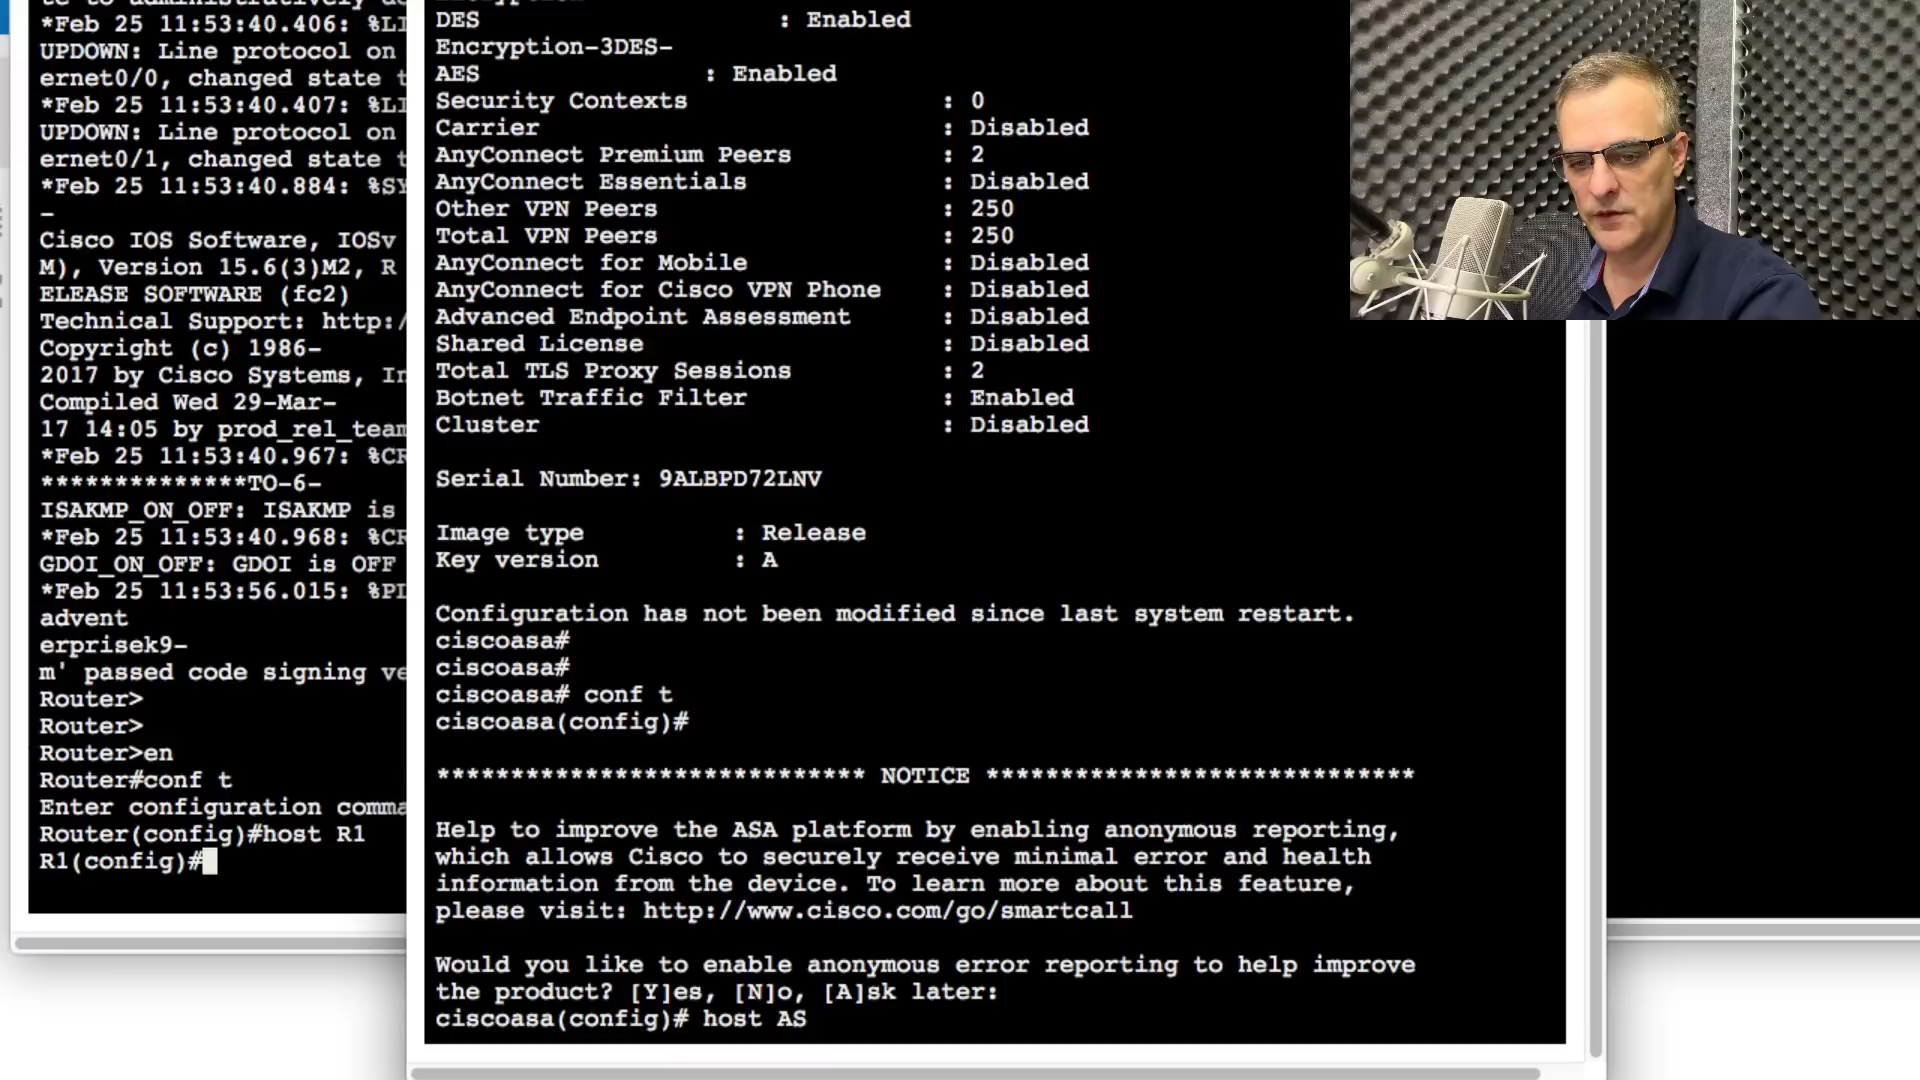 *Feb 25 11:53:40.406: %LI
UPDOWN: Line protocol on
ernet0/0, changed state t
*Feb 25 11:53:40.407: %LI
UPDOWN: Line protocol on
ernet0/1, changed state t
*Feb 25 11:53:40.884: %SY
-
Cisco IOS Software, IOSv
M), Version 15.6(3)M2, R
ELEASE SOFTWARE (fc2)
Technical Support: http:/
Copyright (c) 1986-
2017 by Cisco Systems, In
Compiled Wed 29-Mar-
17 14:05 by prod_rel_team
*Feb 25 11:53:40.967: %CR
**************TO-6-
ISAKMP_ON_OFF: ISAKMP is
*Feb 25 11:53:40.968: %CR
GDOI_ON_OFF: GDOI is OFF
*Feb 25 11:53:56.015: %PL
advent
erprisek9-
m' passed code signing ve
Router>
Router>
Router>en
Router#conf t
Enter configuration comma
Router(config)#host R1
R1(config)#
DES : Enabled
Encryption-3DES-
AES : Enabled
Security Contexts : 0
Carrier : Disabled
AnyConnect Premium Peers : 2
AnyConnect Essentials : Disabled
Other VPN Peers : 250
Total VPN Peers : 250
AnyConnect for Mobile : Disabled
AnyConnect for Cisco VPN Phone : Disabled
Advanced Endpoint Assessment : Disabled
Shared License : Disabled
Total TLS Proxy Sessions : 2
Botnet Traffic Filter : Enabled
Cluster : Disabled
Serial Number: 9ALBPD72LNV
Image type : Release
Key version : A
Configuration has not been modified since last system restart.
ciscoasa#
ciscoasa#
ciscoasa# conf t
ciscoasa(config)#
***************************** NOTICE *****************************
Help to improve the ASA platform by enabling anonymous reporting,
which allows Cisco to securely receive minimal error and health
information from the device. To learn more about this feature,
please visit: http://www.cisco.com/go/smartcall
Would you like to enable anonymous error reporting to help improve
the product? [Y]es, [N]o, [A]sk later:
ciscoasa(config)# host AS